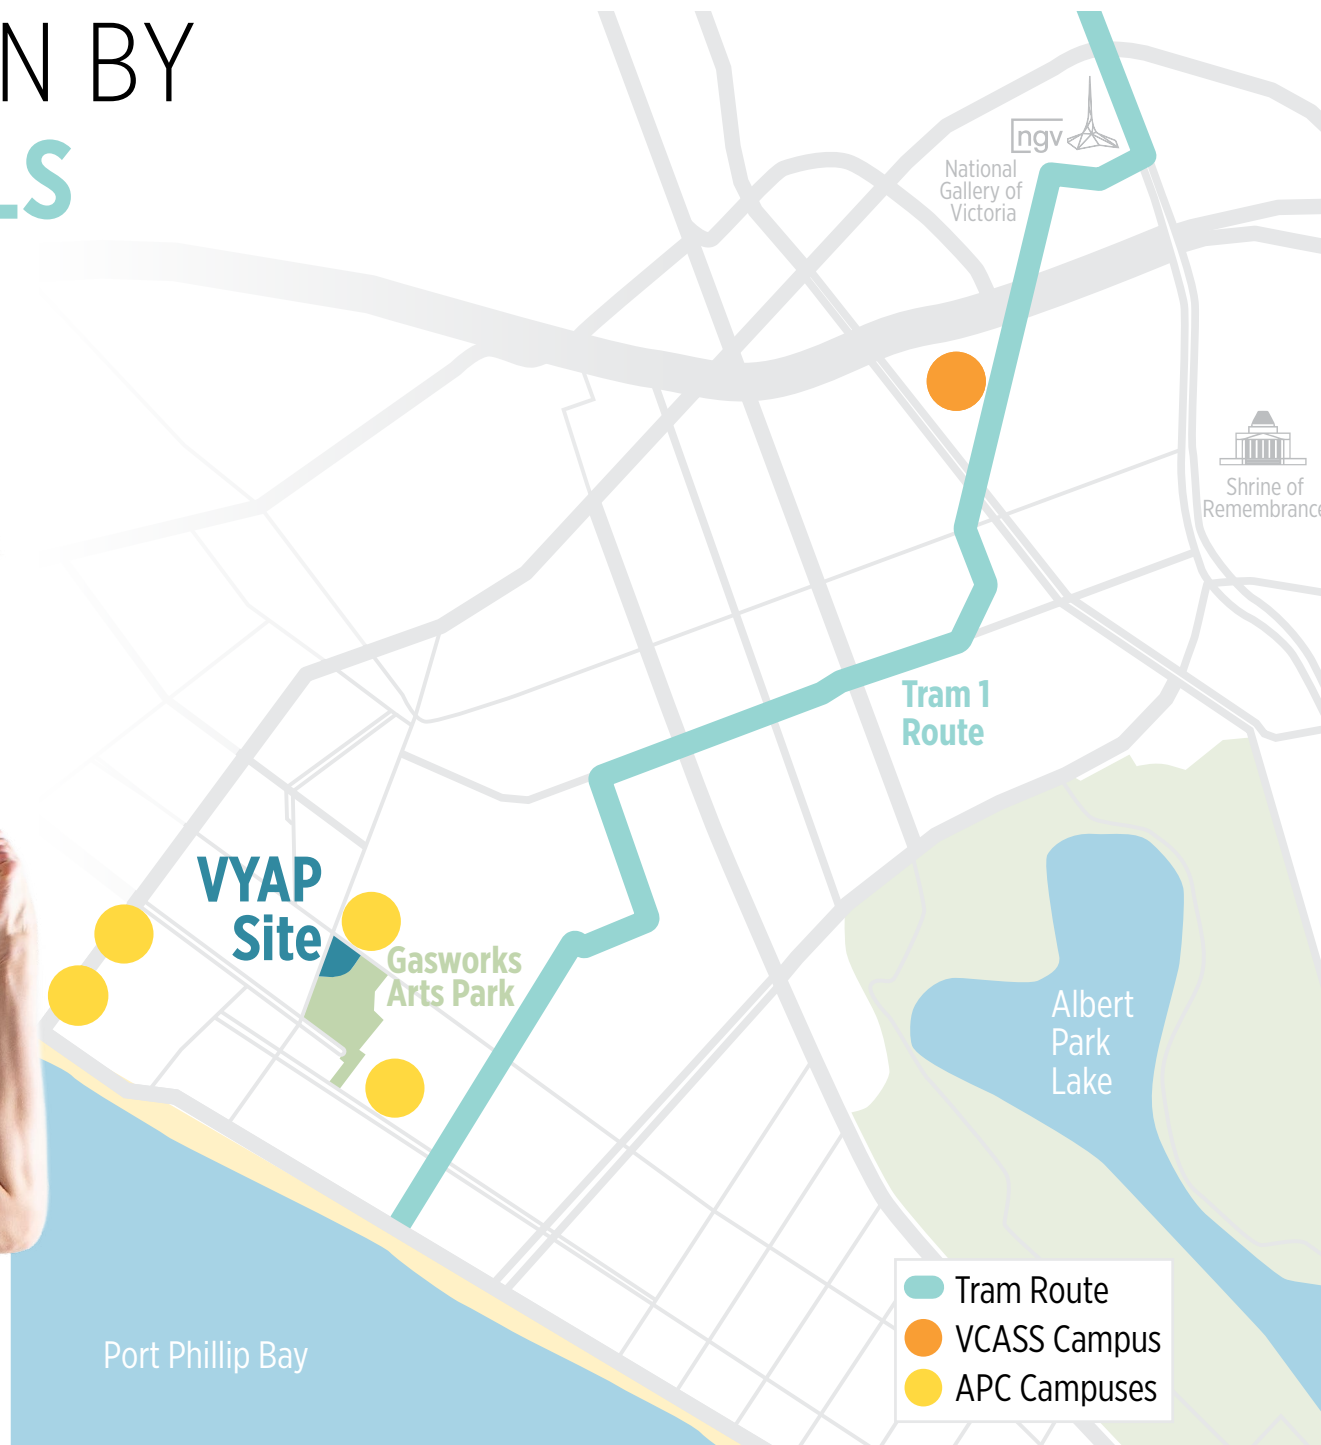 N BY
LS
ngv
National
Gallery of
Victoria
Shrine of
Remembrance
Tram 1
Route
VYAP
Site
Gasworks
Arts Park
Albert
Park
Lake
Port Phillip Bay
Tram Route
VCASS Campus
APC Campuses